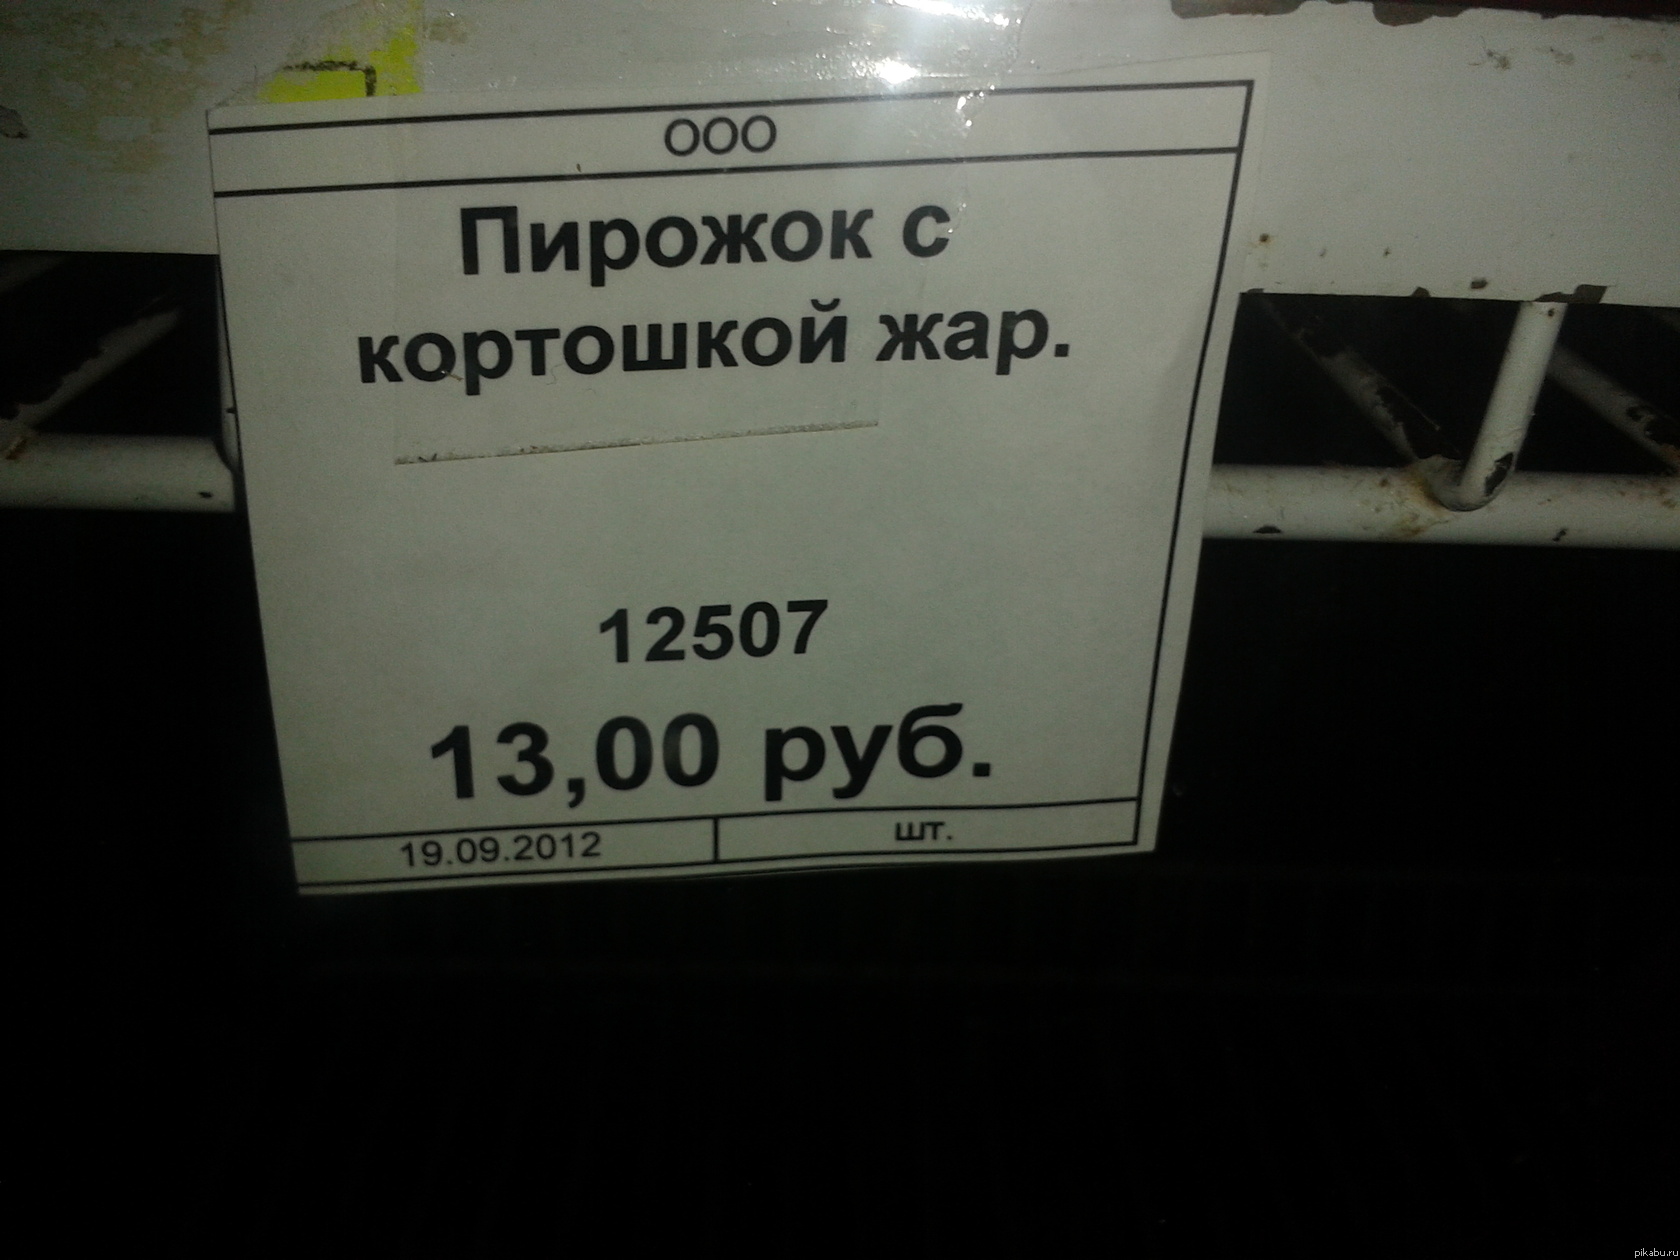 ООО
Пирожок с
кортошкой жар.
12507
13,00 руб.
19.09.2012 шт.
pikabu.ru